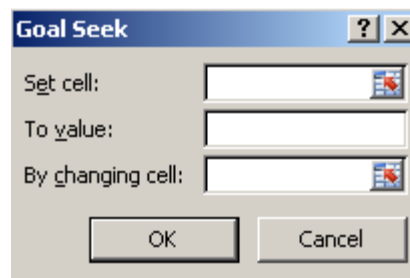 Goal Seek
Set cell:
To value:
By changing cell:
OK Cancel